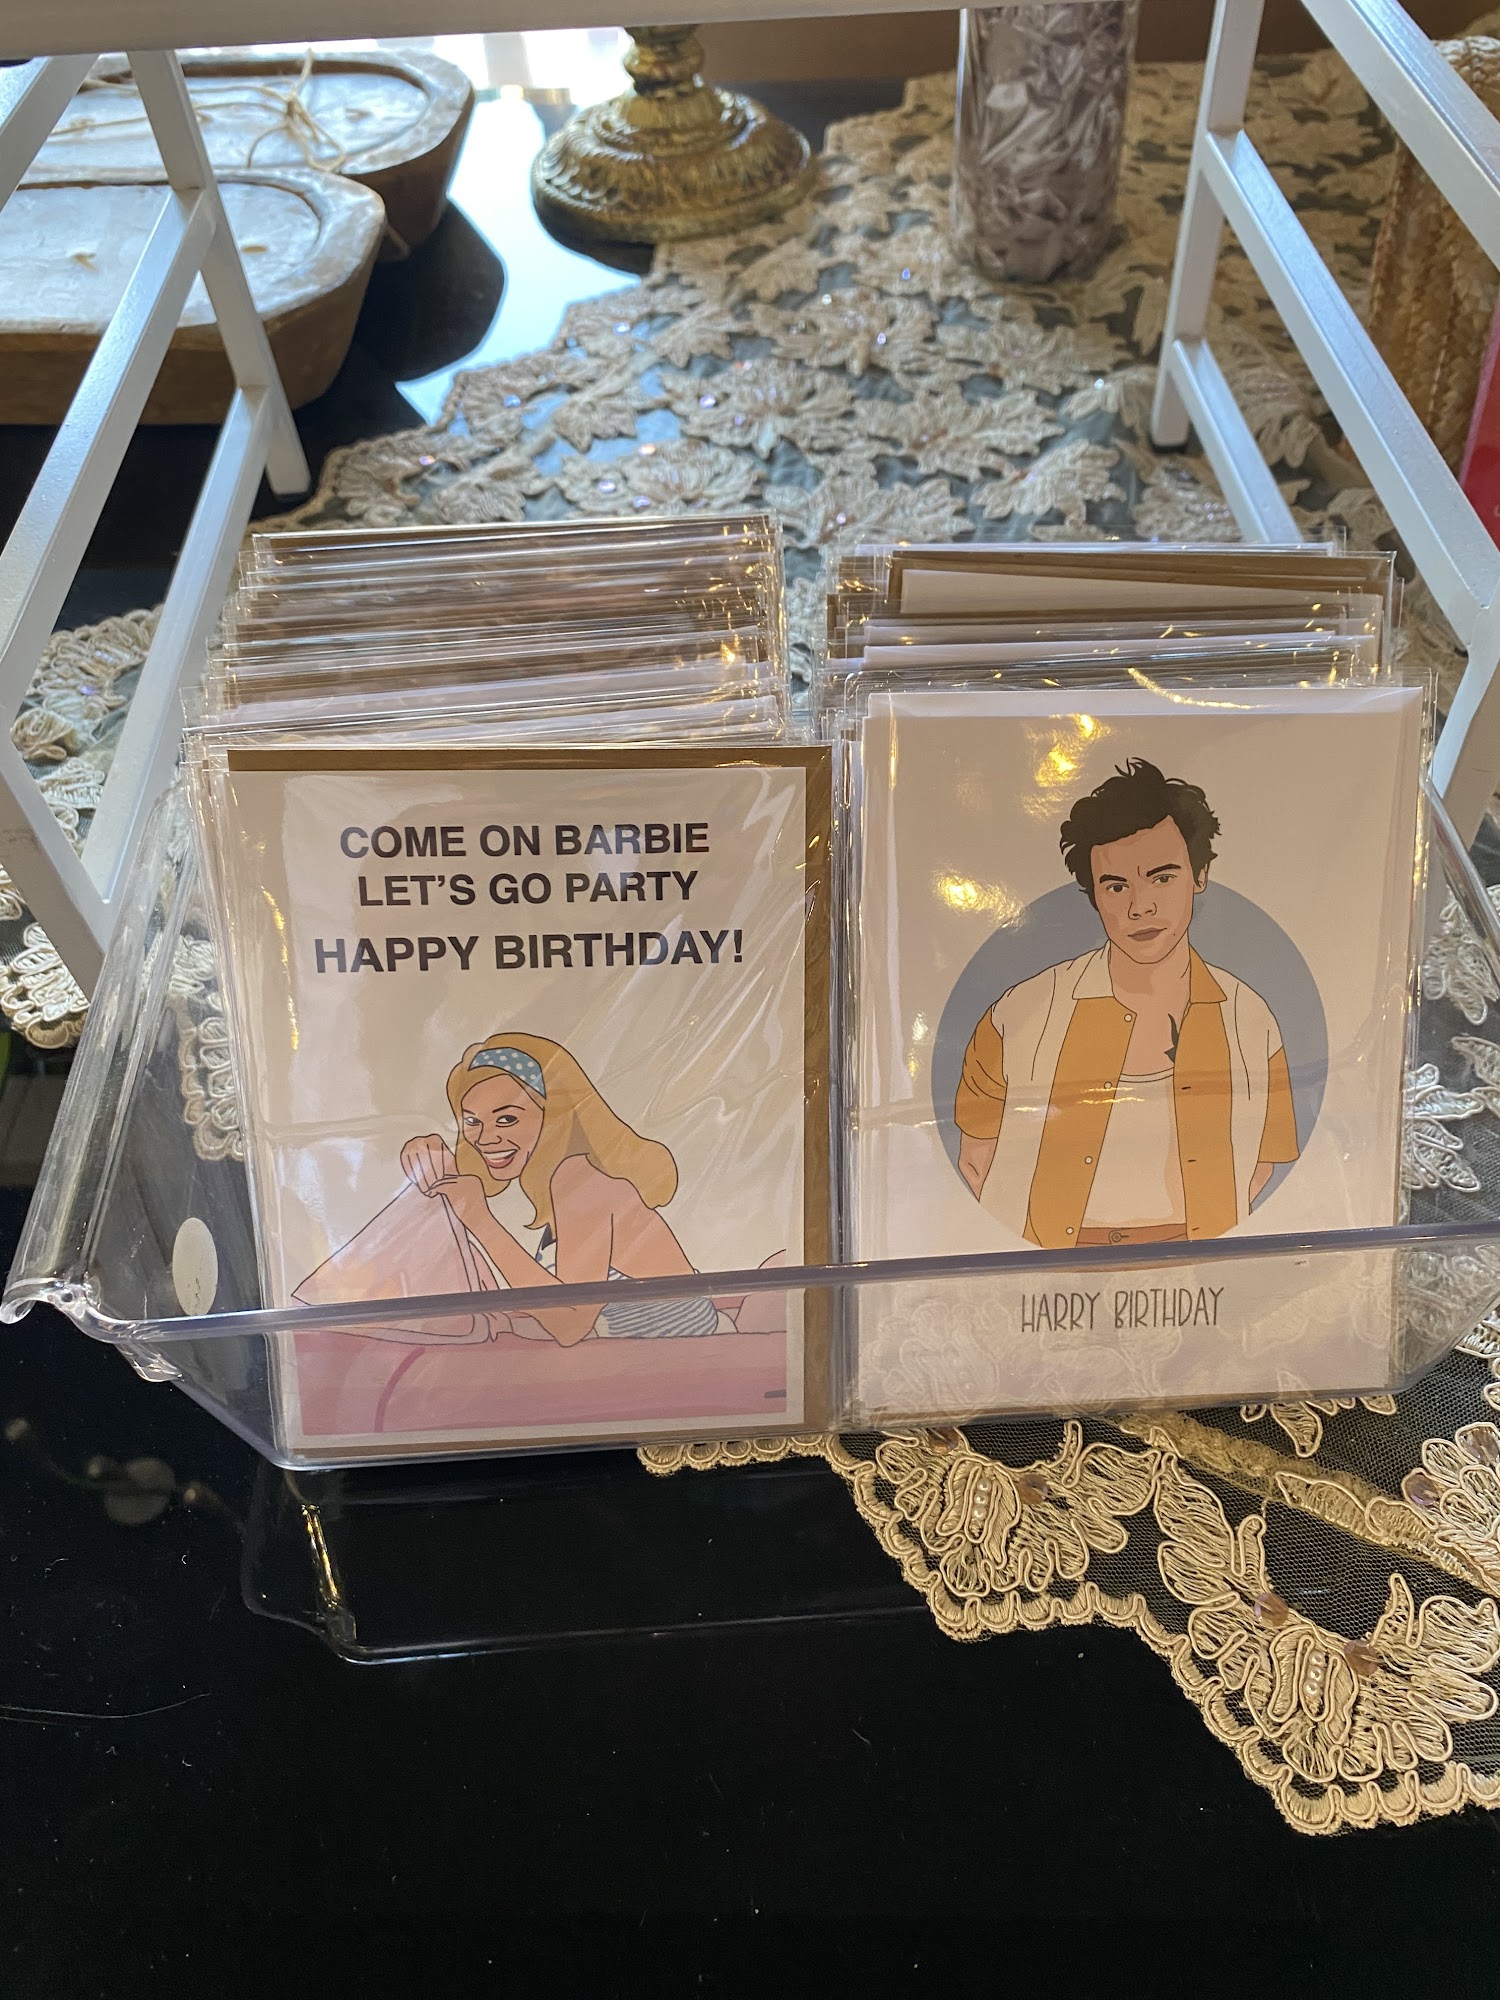 COME ON BARBIE
LET'S GO PARTY
HAPPY BIRTHDAY!
HARRY BIRTHDAY